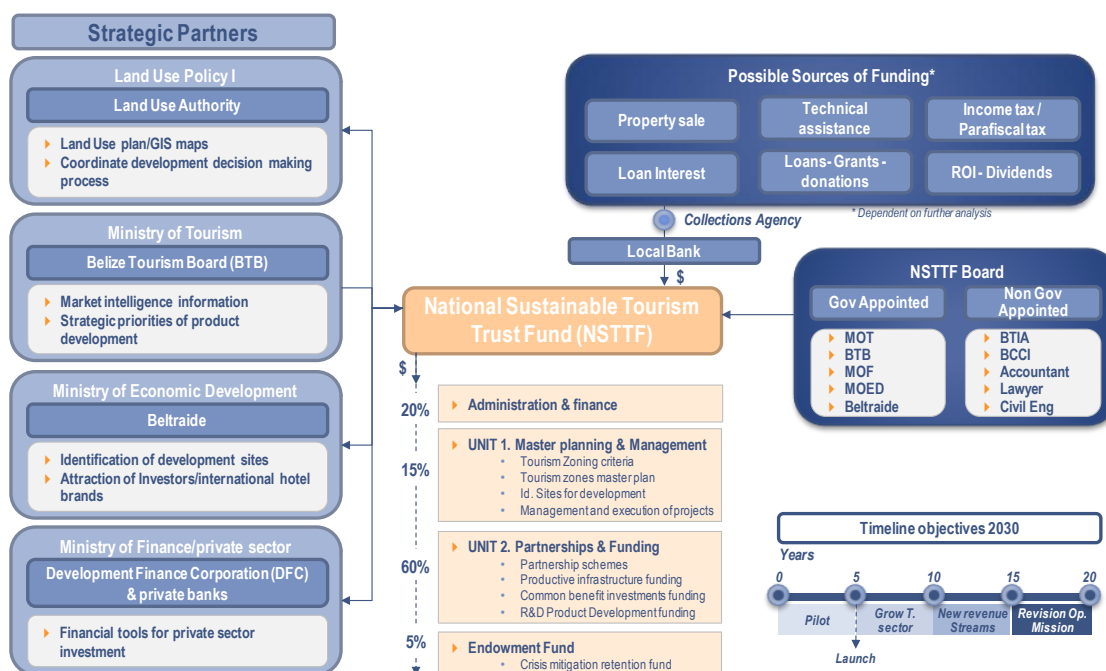 Strategic Partners
Land Use Policy I
Land Use Authority
Land Use plan/GIS maps
Coordinate development decision making
process
Ministry of Tourism
Belize Tourism Board (BTB)
Market intelligence information
Strategic priorities of product
development
Ministry of Economic Development
Beltraide
Identification of development sites
Attraction of Investors/international hotel
brands
Ministry of Finance/private sector
Development Finance Corporation (DFC)
& private banks
Financial tools for private sector
investment
Possible Sources of Funding*
Property sale
Technical
assistance
Income tax /
Parafiscal tax
Loan Interest
Loans- Grants -
donations
ROI - Dividends
* Dependent on further analysis
Collections Agency
Local Bank
$
National Sustainable Tourism
Trust Fund (NSTTF)
NSTTF Board
Gov Appointed
MOT
BTB
MOF
MOED
Beltraide
Non Gov
Appointed
BTIA
BCCI
Accountant
Lawyer
Civil Eng
$
20%
Administration & finance
15%
UNIT 1. Master planning & Management
• Tourism Zoning criteria
• Tourism zones master plan
• Id. Sites for development
• Management and execution of projects
60%
UNIT 2. Partnerships & Funding
• Partnership schemes
• Productive infrastructure funding
• Common benefit investments funding
• R&D Product Development funding
5%
Endowment Fund
• Crisis mitigation retention fund
Timeline objectives 2030
Years
0 5 10 15 20
Pilot
Grow T.
sector
New revenue
Streams
Revision Op.
Mission
Launch